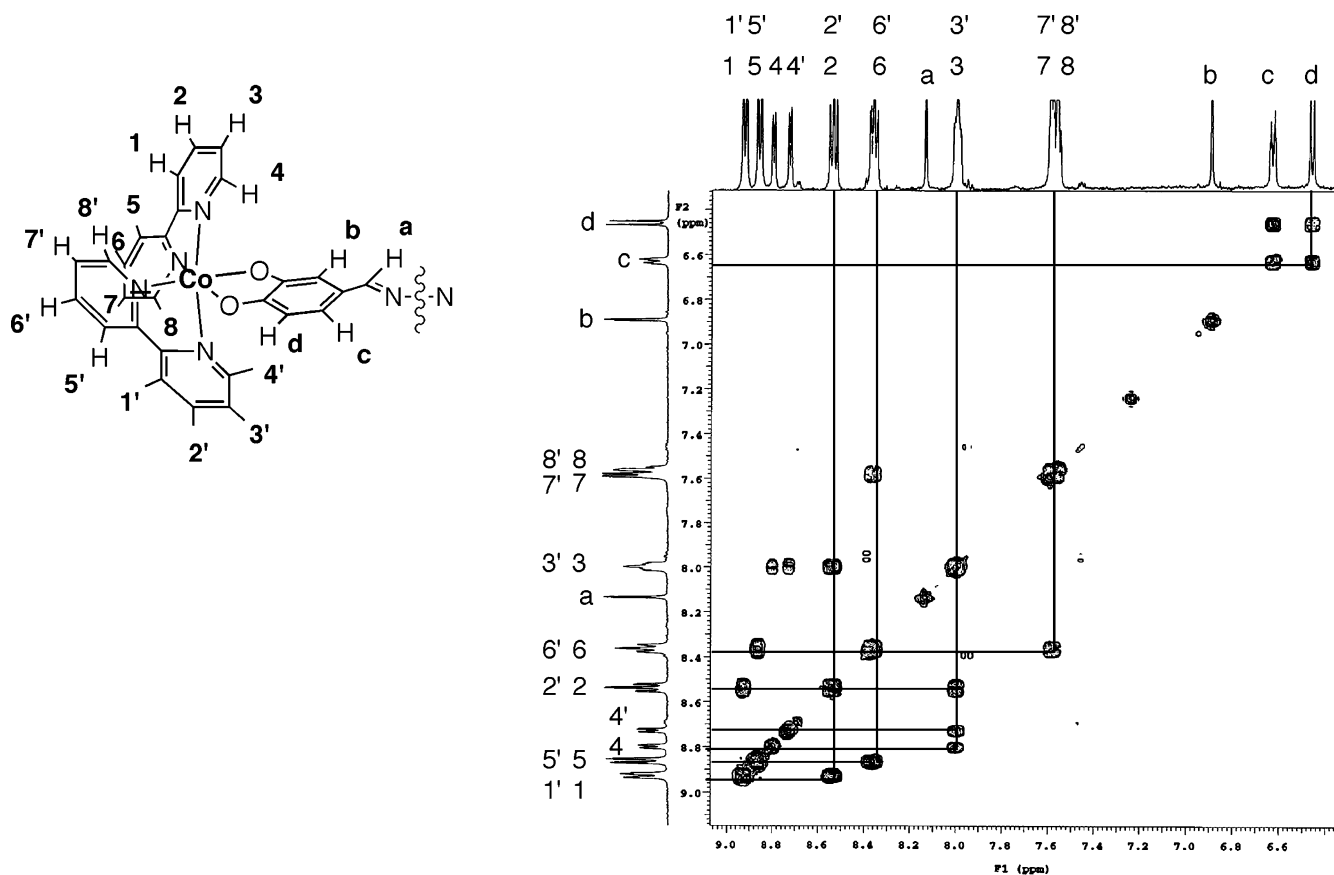 1' 5' 2' 6' 3' 7' 8'
1 5 4 4' 2 6 a 3 7 8 b c d
2 3
H H
1
H H 4
N
5
8'
7' H H 6 b a
H H
N O
N Co
N N
H O
6' 7 H H
8 d c
H
5' N 4'
1'
3'
2'
F2
(ppm)
d
c
b
8' 8
7' 7
3' 3
a
6' 6
2' 2
4'
4
5' 5
1' 1
6.6
6.8
7.0
7.2
7.4
7.6
7.8
8.0
8.2
8.4
8.6
8.8
9.0
9.0 8.8 8.6 8.4 8.2 8.0 7.8 7.6 7.4 7.2 7.0 6.8 6.6
F1 (ppm)